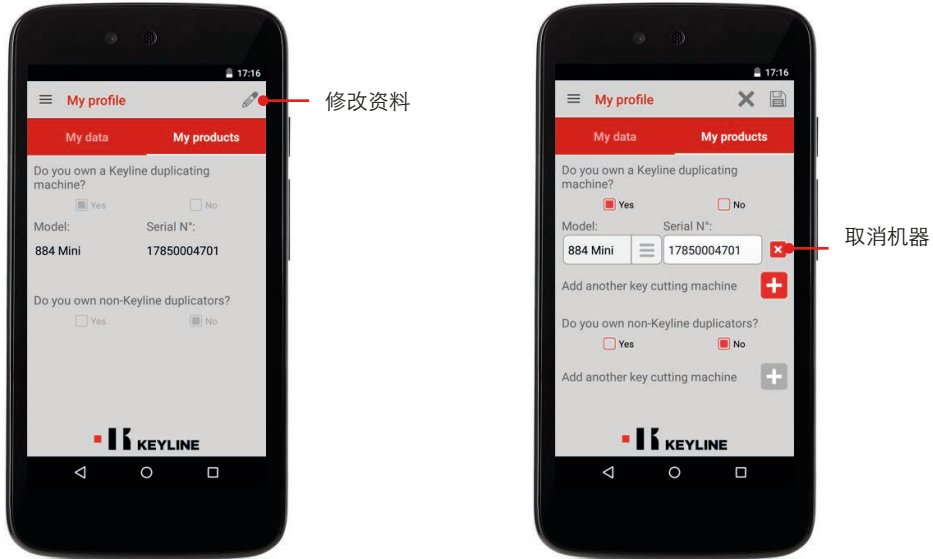 17:16
My profile
修改资料
My data
My products
Do you own a Keyline duplicating
machine?
Yes
No
Model:
Serial N°:
884 Mini
17850004701
Do you own non-Keyline duplicators?
Yes
No
KEYLINE
17:16
My profile
My data
My products
Do you own a Keyline duplicating
machine?
Yes
No
Model:
Serial N°:
884 Mini
17850004701
取消机器
Add another key cutting machine
Do you own non-Keyline duplicators?
Yes
No
Add another key cutting machine
KEYLINE